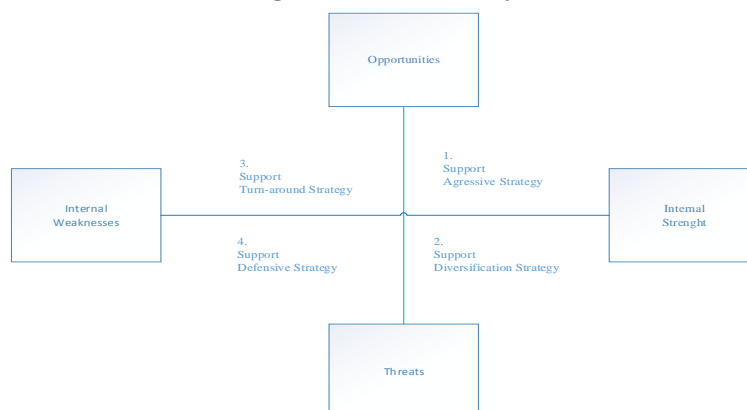 Opportunities
3.
Support
Turn-around Strategy
1.
Support
Agressive Strategy
Internal
Weaknesses
Internal
Strenght
4.
Support
Defensive Strategy
2.
Support
Diversification Strategy
Threats